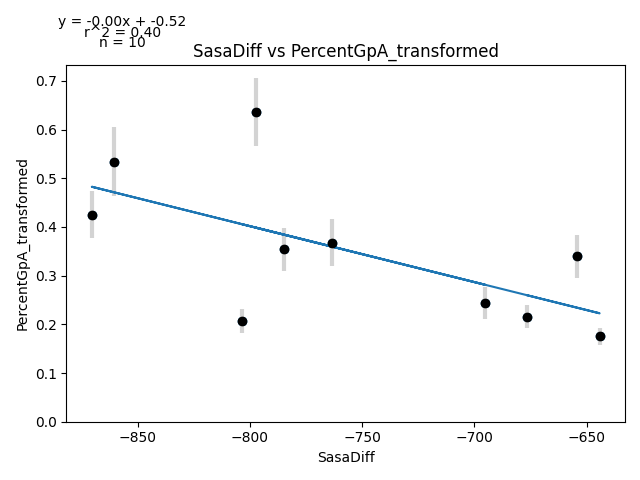 y = -0.00x + -0.52
r^2 = 0.40
n = 10
SasaDiff vs PercentGpA_transformed
0.7
0.6
0.5
0.4
0.3
0.2
0.1
0.0
PercentGpA_transformed
−850
−800
−750
−700
−650
SasaDiff